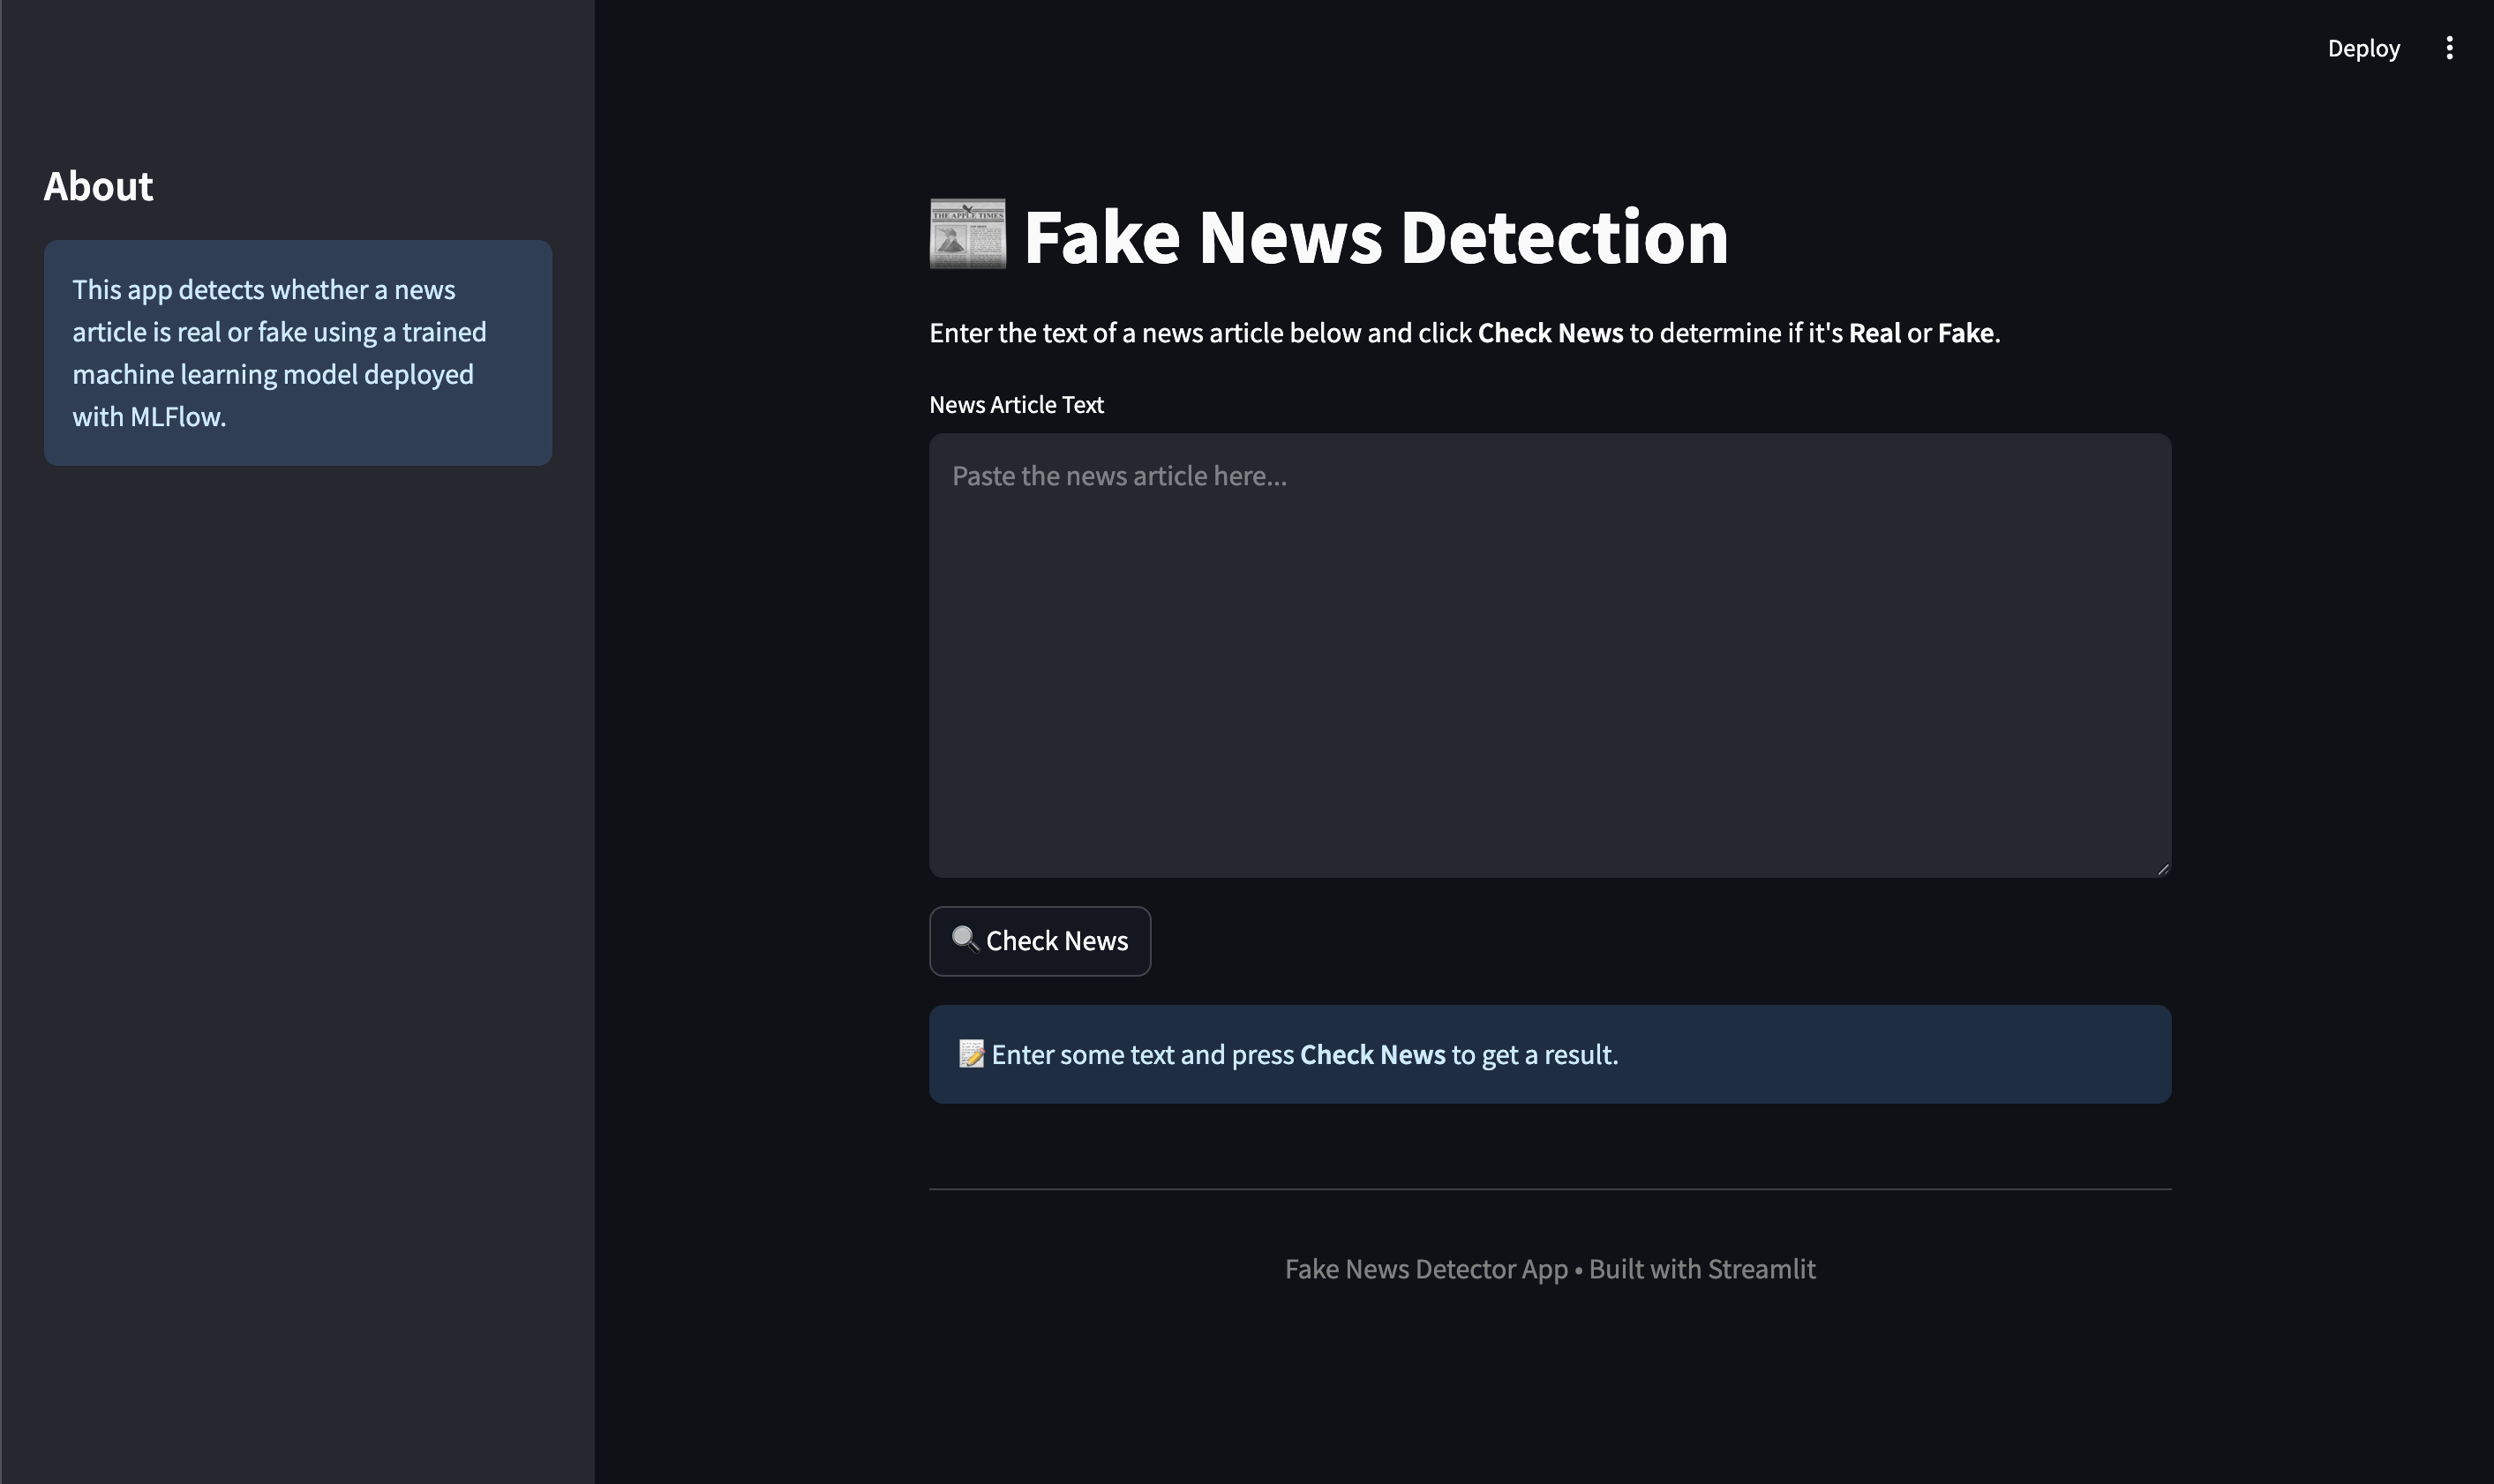 Deploy
About
This app detects whether a news
article is real or fake using a trained
machine learning model deployed
with MLFlow.
THE APPLE TIMES
Fake News Detection
Enter the text of a news article below and click Check News to determine if it's Real or Fake.
News Article Text
Paste the news article here...
Check News
Enter some text and press Check News to get a result.
Fake News Detector App • Built with Streamlit